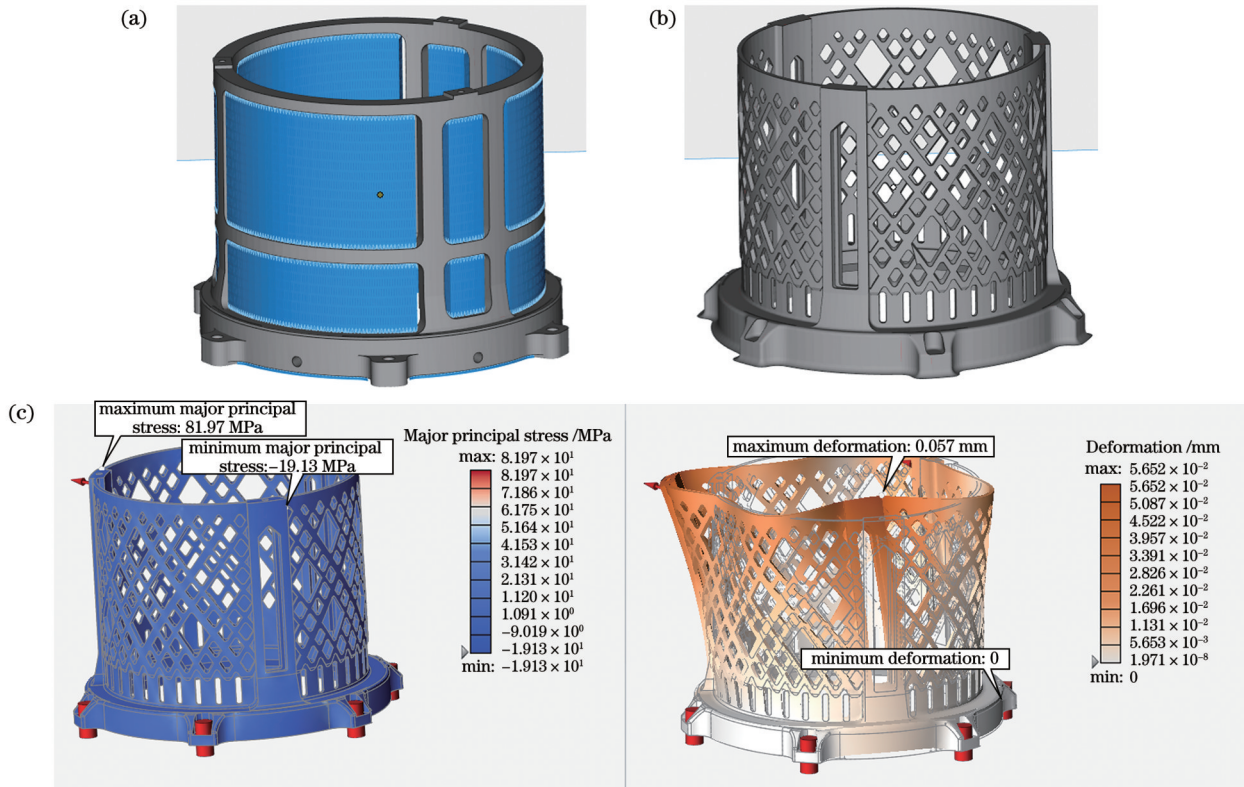 (a)
(b)
(c)
maximum major principal
stress: 81.97 MPa
minimum major principal
stress:−19.13 MPa
Major principal stress /MPa
max: 8.197 × 10¹
8.197 × 10¹
7.186 × 10¹
6.175 × 10¹
5.164 × 10¹
4.153 × 10¹
3.142 × 10¹
2.131 × 10¹
1.120 × 10¹
1.091 × 10⁰
−9.019 × 10⁰
−1.913 × 10¹
min: −1.913 × 10¹
maximum deformation: 0.057 mm
minimum deformation: 0
Deformation /mm
max: 5.652 × 10⁻²
5.652 × 10⁻²
5.087 × 10⁻²
4.522 × 10⁻²
3.957 × 10⁻²
3.391 × 10⁻²
2.826 × 10⁻²
2.261 × 10⁻²
1.696 × 10⁻²
1.131 × 10⁻²
5.653 × 10⁻³
1.971 × 10⁻⁸
min: 0